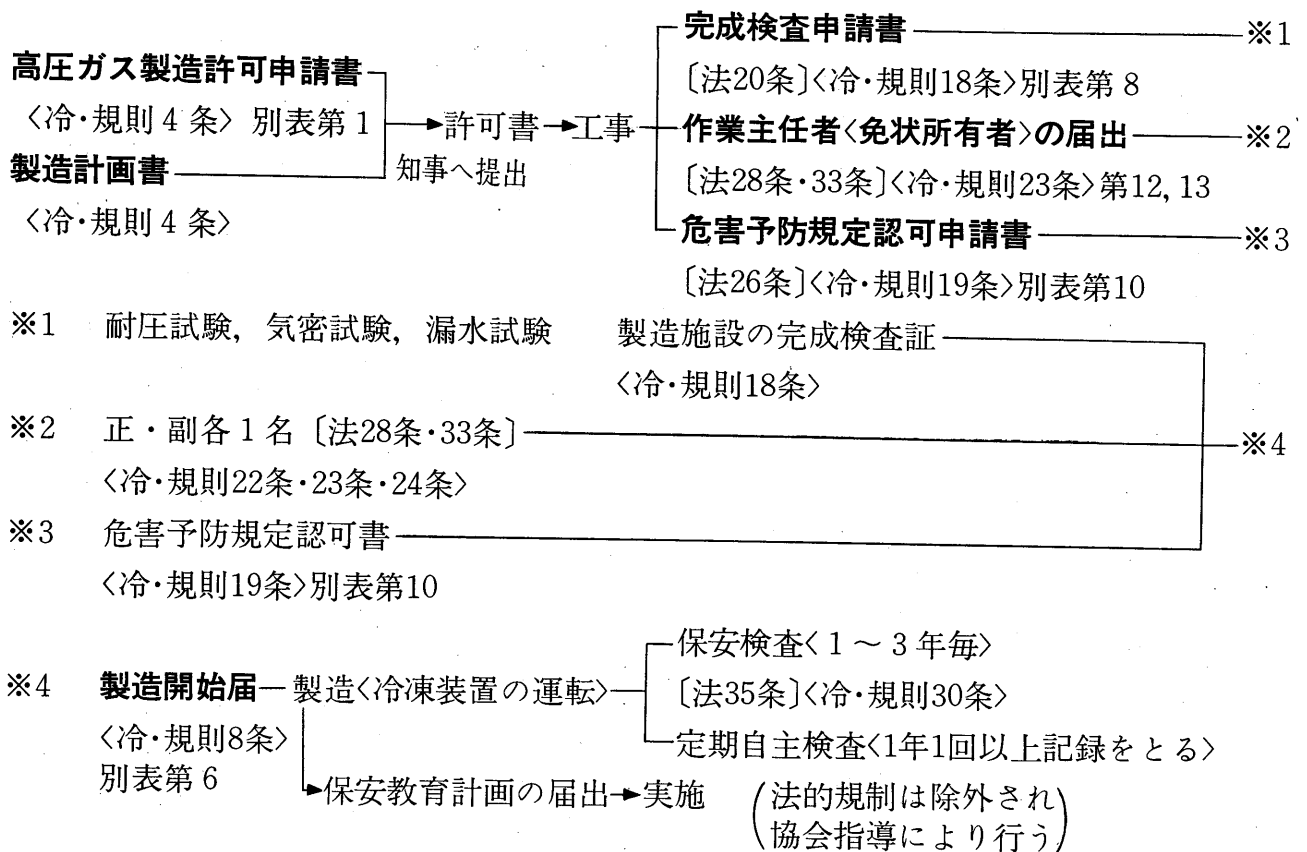 高圧ガス製造許可申請書
〈冷・規則4条〉 別表第1
製造計画書
〈冷・規則4条〉
許可書
知事へ提出
工事
完成検査申請書 ※1
〔法20条〕〈冷・規則18条〉別表第8
作業主任者〈免状所有者〉の届出 ※2
〔法28条・33条〕〈冷・規則23条〉第12, 13
危害予防規定認可申請書 ※3
〔法26条〕〈冷・規則19条〉別表第10
※1 耐圧試験，気密試験，漏水試験 製造施設の完成検査証
〈冷・規則18条〉
※2 正・副各1名〔法28条・33条〕 ※4
〈冷・規則22条・23条・24条〉
※3 危害予防規定認可書
〈冷・規則19条〉別表第10
※4 製造開始届 製造〈冷凍装置の運転〉
〈冷・規則8条〉
別表第6
保安検査〈1～3年毎〉
〔法35条〕〈冷・規則30条〉
定期自主検査〈1年1回以上記録をとる〉
保安教育計画の届出→実施
(法的規制は除外され
協会指導により行う)